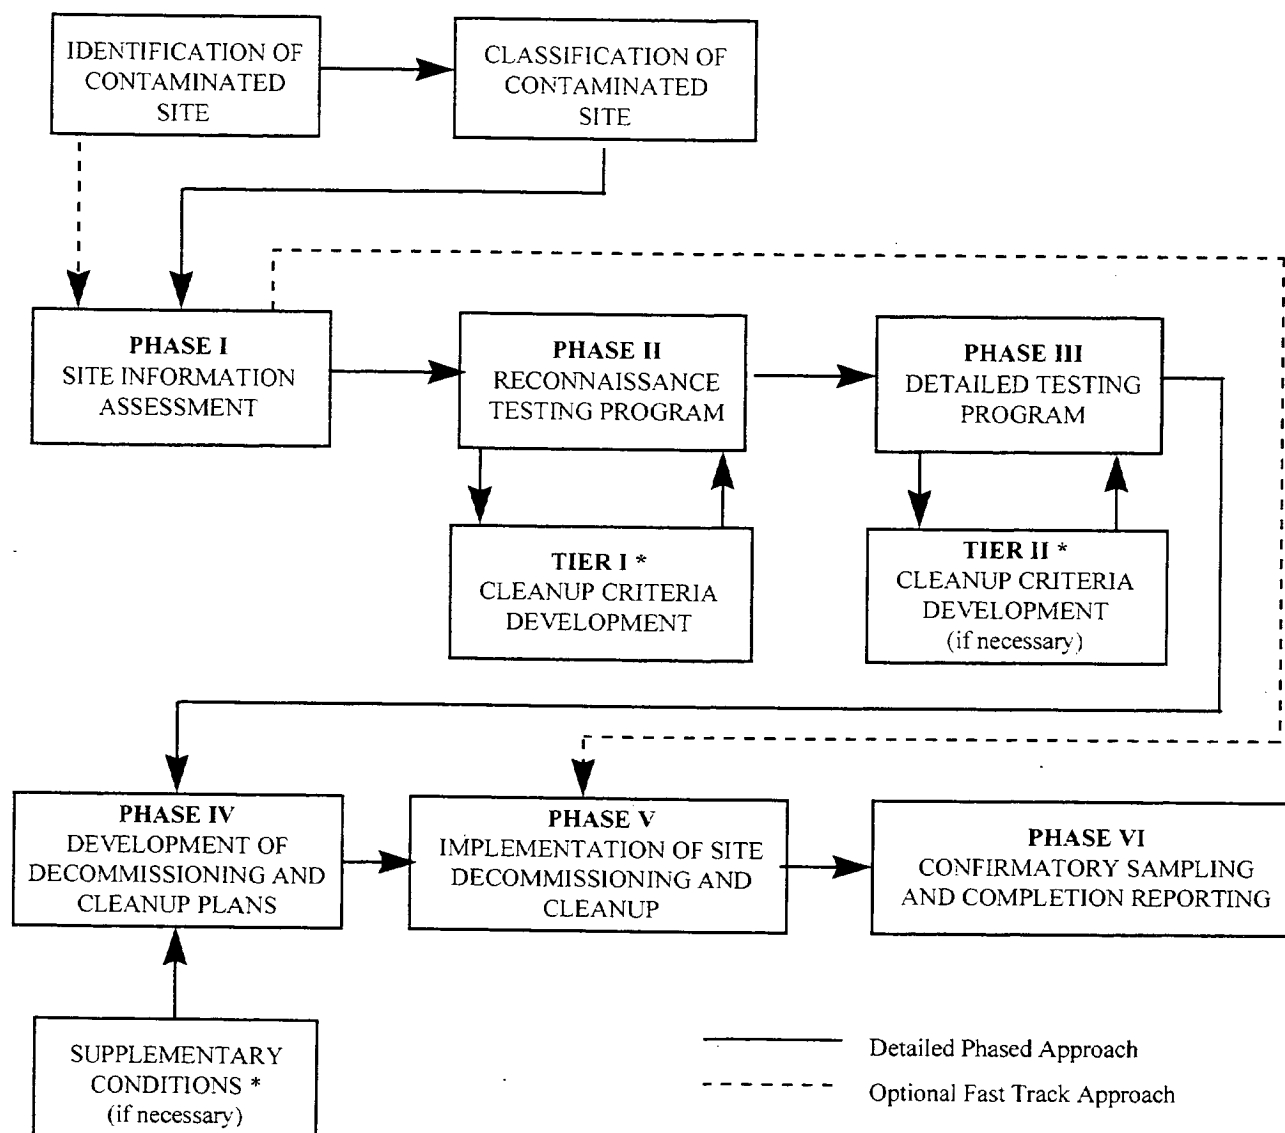 IDENTIFICATION OF
CONTAMINATED
SITE
CLASSIFICATION OF
CONTAMINATED
SITE
PHASE I
SITE INFORMATION
ASSESSMENT
PHASE II
RECONNAISSANCE
TESTING PROGRAM
PHASE III
DETAILED TESTING
PROGRAM
TIER I *
CLEANUP CRITERIA
DEVELOPMENT
TIER II *
CLEANUP CRITERIA
DEVELOPMENT
(if necessary)
PHASE IV
DEVELOPMENT OF
DECOMMISSIONING AND
CLEANUP PLANS
PHASE V
IMPLEMENTATION OF SITE
DECOMMISSIONING AND
CLEANUP
PHASE VI
CONFIRMATORY SAMPLING
AND COMPLETION REPORTING
SUPPLEMENTARY
CONDITIONS *
(if necessary)
Detailed Phased Approach
Optional Fast Track Approach